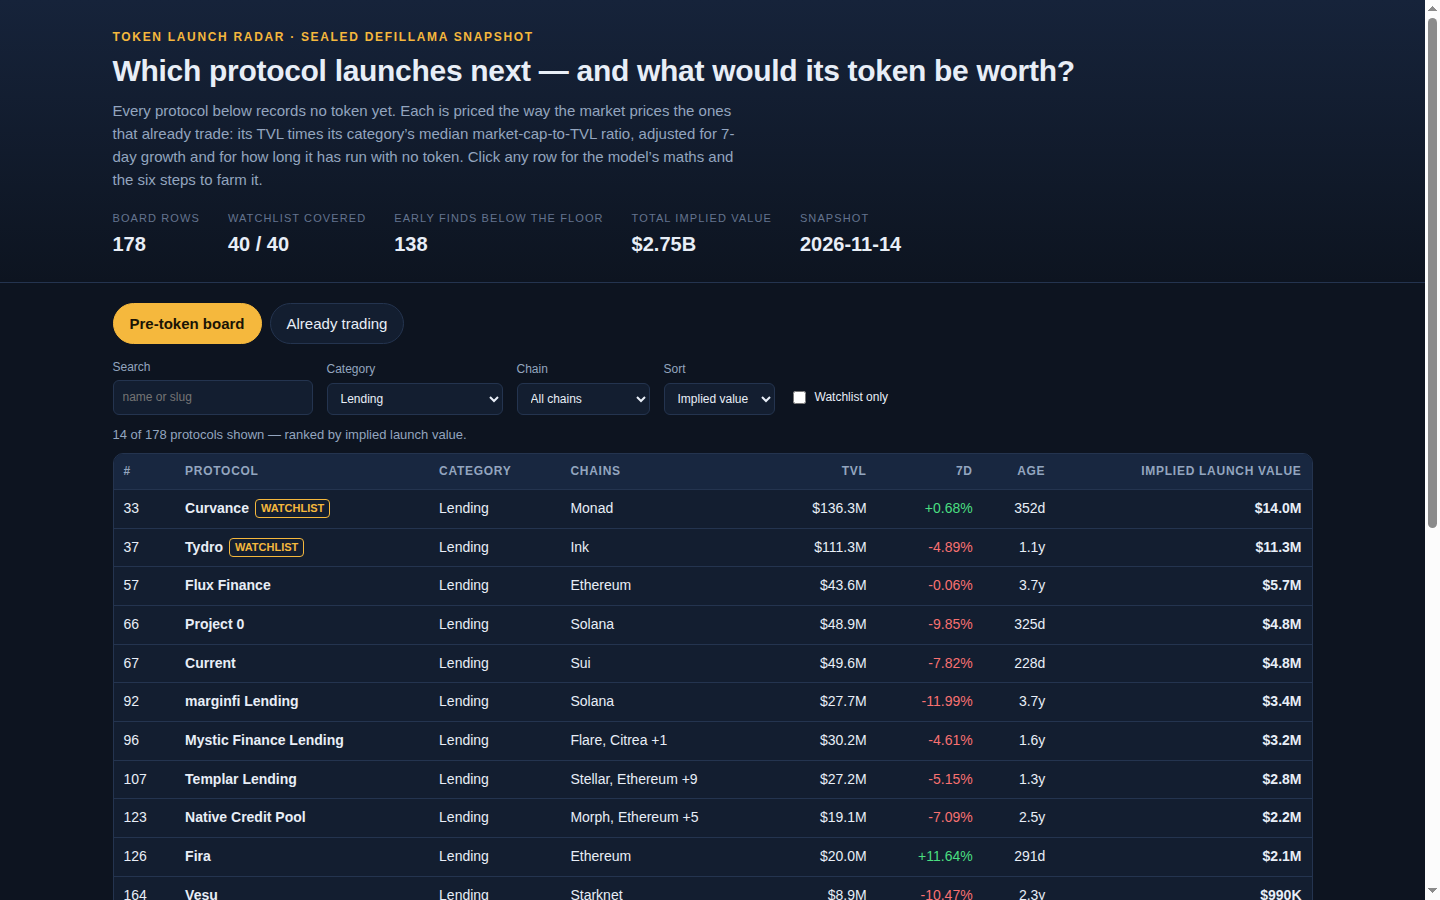 TOKEN LAUNCH RADAR · SEALED DEFILLAMA SNAPSHOT
Which protocol launches next — and what would its token be worth?
Every protocol below records no token yet. Each is priced the way the market prices the ones
that already trade: its TVL times its category’s median market-cap-to-TVL ratio, adjusted for 7-
day growth and for how long it has run with no token. Click any row for the model’s maths and
the six steps to farm it.
BOARD ROWS WATCHLIST COVERED EARLY FINDS BELOW THE FLOOR TOTAL IMPLIED VALUE SNAPSHOT
178 40 / 40 138 $2.75B 2026-11-14
Pre-token board Already trading
Search Category Chain Sort
name or slug Lending All chains Implied value Watchlist only
14 of 178 protocols shown — ranked by implied launch value.
# PROTOCOL CATEGORY CHAINS TVL 7D AGE IMPLIED LAUNCH VALUE
33 Curvance WATCHLIST Lending Monad $136.3M +0.68% 352d $14.0M
37 Tydro WATCHLIST Lending Ink $111.3M -4.89% 1.1y $11.3M
57 Flux Finance Lending Ethereum $43.6M -0.06% 3.7y $5.7M
66 Project 0 Lending Solana $48.9M -9.85% 325d $4.8M
67 Current Lending Sui $49.6M -7.82% 228d $4.8M
92 marginfi Lending Lending Solana $27.7M -11.99% 3.7y $3.4M
96 Mystic Finance Lending Lending Flare, Citrea +1 $30.2M -4.61% 1.6y $3.2M
107 Templar Lending Lending Stellar, Ethereum +9 $27.2M -5.15% 1.3y $2.8M
123 Native Credit Pool Lending Morph, Ethereum +5 $19.1M -7.09% 2.5y $2.2M
126 Fira Lending Ethereum $20.0M +11.64% 291d $2.1M
164 Vesu Lending Starknet $8.9M -10.47% 2.3y $990K